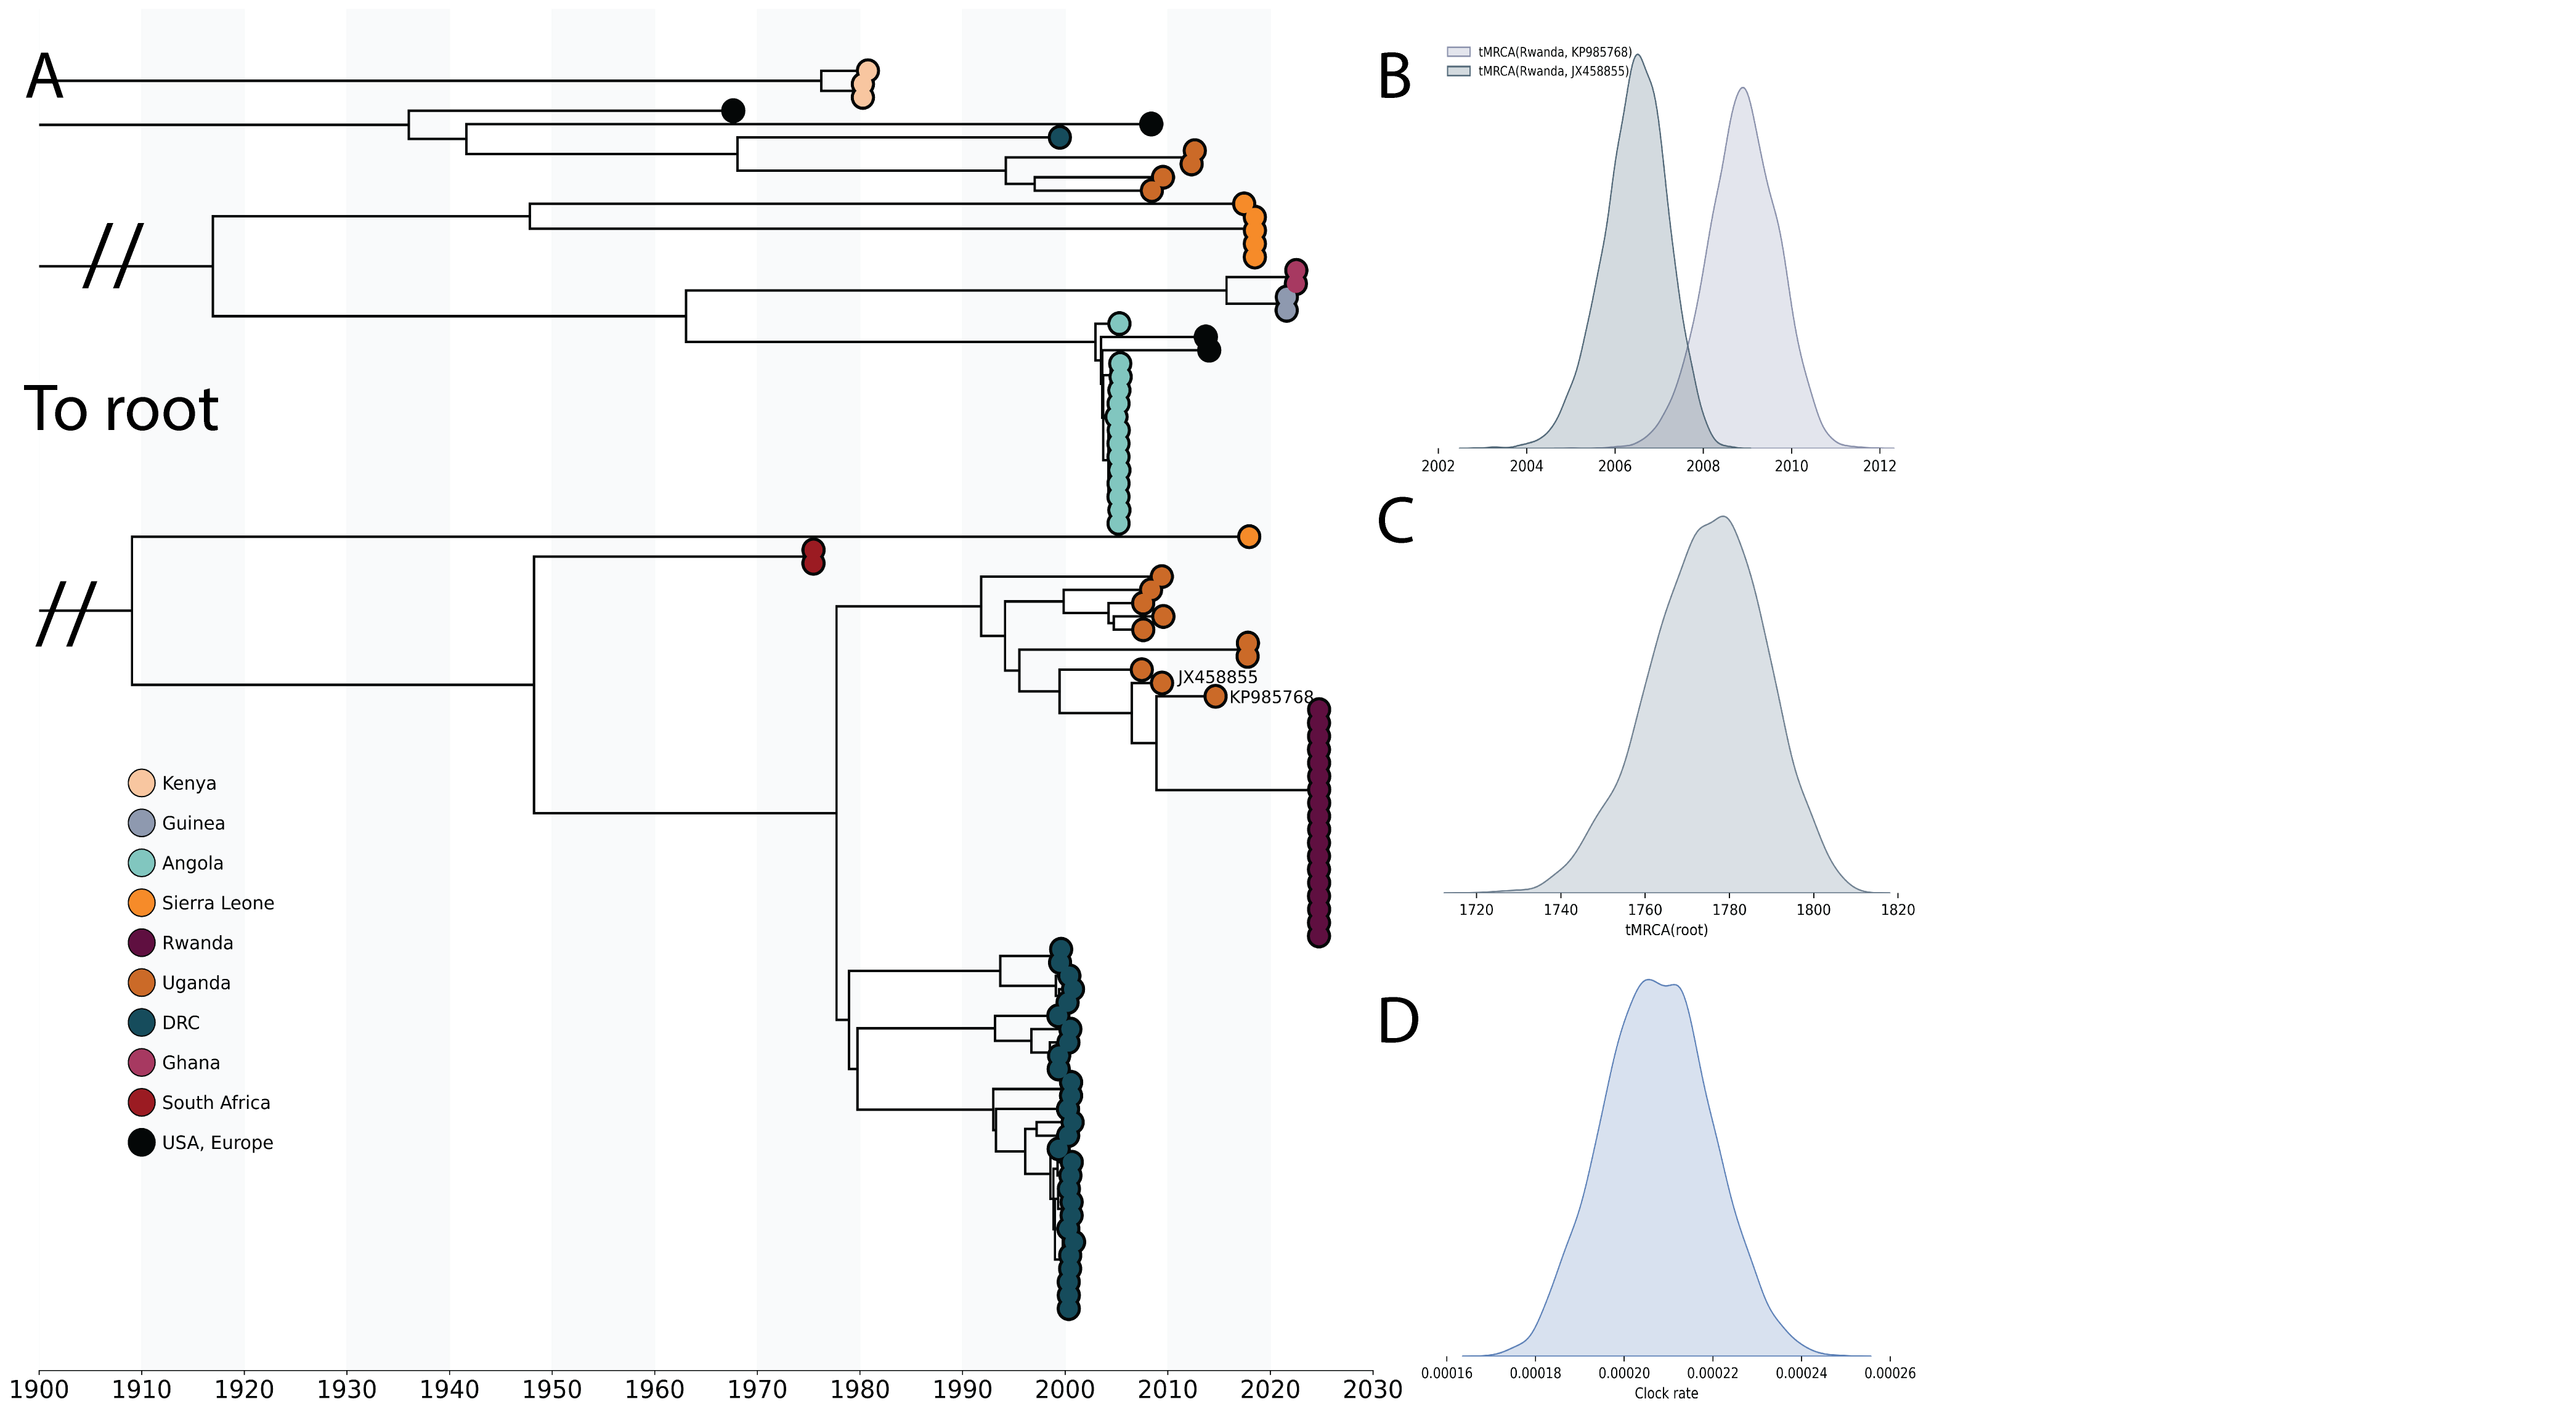 A
To root
JX458855
KP985768
Kenya
Guinea
Angola
Sierra Leone
Rwanda
Uganda
DRC
Ghana
South Africa
USA, Europe
1900 1910 1920 1930 1940 1950 1960 1970 1980 1990 2000 2010 2020 2030
B
tMRCA(Rwanda, KP985768)
tMRCA(Rwanda, JX458855)
2002 2004 2006 2008 2010 2012
C
1720 1740 1760 1780 1800 1820
tMRCA(root)
D
0.00016 0.00018 0.00020 0.00022 0.00024 0.00026
Clock rate